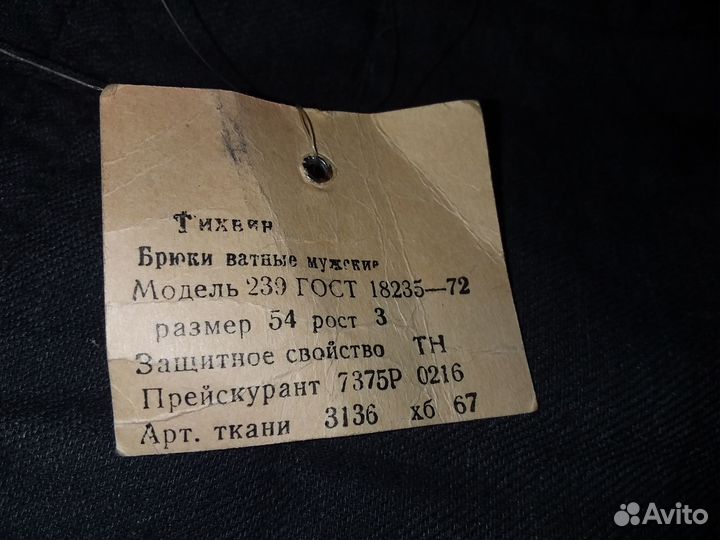 Тихвин
Брюки ватные мужские
Модель 239 ГОСТ 18235—72
размер 54 рост 3
Защитное свойство ТН
Прейскурант 7375Р 0216
Арт. ткани 3136 хб 67
Avito